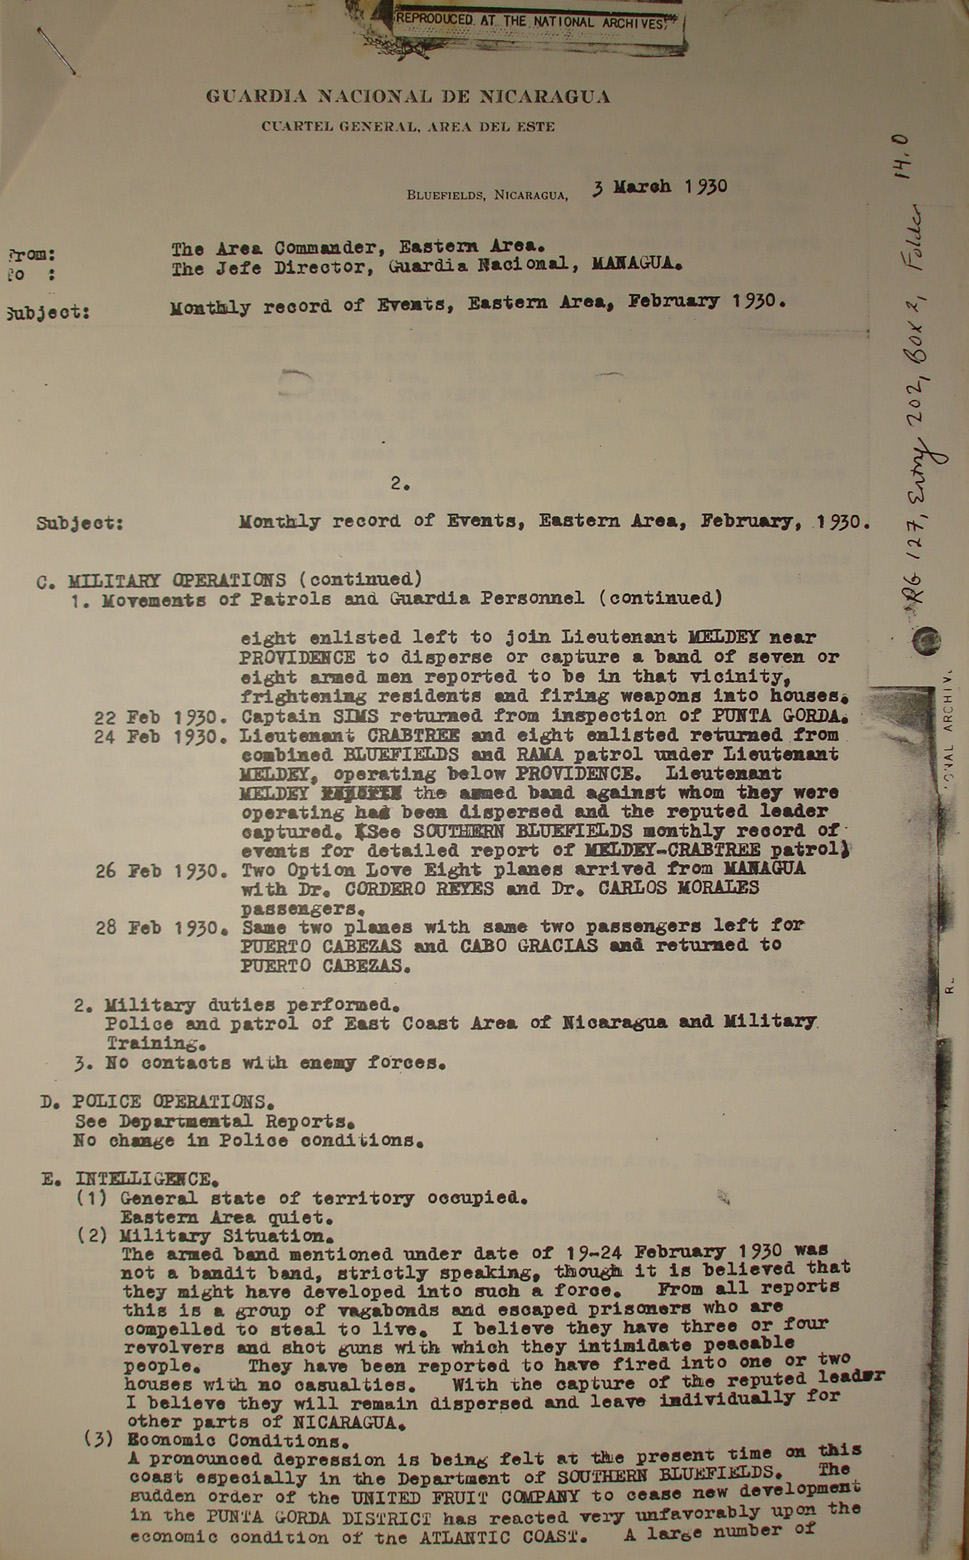 REPRODUCED AT THE NATIONAL ARCHIVES
GUARDIA NACIONAL DE NICARAGUA
CUARTEL GENERAL, AREA DEL ESTE
BLUEFIELDS, NICARAGUA, 3 March 1930
From: The Area Commander, Eastern Area.
To : The Jefe Director, Guardia Nacional, MANAGUA.
Subject: Monthly record of Events, Eastern Area, February 1930.
RG 127, Entry 202, Box 2, Folder 14.0
2.
Subject: Monthly record of Events, Eastern Area, February, 1930.
C. MILITARY OPERATIONS (continued)
1. Movements of Patrols and Guardia Personnel (continued)
eight enlisted left to join Lieutenant MELDEY near
PROVIDENCE to disperse or capture a band of seven or
eight armed men reported to be in that vicinity,
frightening residents and firing weapons into houses.
22 Feb 1930. Captain SIMS returned from inspection of PUNTA GORDA.
24 Feb 1930. Lieutenant CRABTREE and eight enlisted returned from
combined BLUEFIELDS and RAMA patrol under Lieutenant
MELDEY, operating below PROVIDENCE. Lieutenant
MELDEY the armed band against whom they were
operating had been dispersed and the reputed leader
captured. (See SOUTHERN BLUEFIELDS monthly record of
events for detailed report of MELDEY-CRABTREE patrol)
26 Feb 1930. Two Option Love Eight planes arrived from MANAGUA
with Dr. CORDERO REYES and Dr. CARLOS MORALES
passengers.
28 Feb 1930. Same two planes with same two passengers left for
PUERTO CABEZAS and CABO GRACIAS and returned to
PUERTO CABEZAS.
2. Military duties performed.
Police and patrol of East Coast Area of Nicaragua and Military
Training.
3. No contacts with enemy forces.
D. POLICE OPERATIONS.
See Departmental Reports.
No change in Police conditions.
E. INTELLIGENCE.
(1) General state of territory occupied.
Eastern Area quiet.
(2) Military Situation.
The armed band mentioned under date of 19-24 February 1930 was
not a bandit band, strictly speaking, though it is believed that
they might have developed into such a force. From all reports
this is a group of vagabonds and escaped prisoners who are
compelled to steal to live. I believe they have three or four
revolvers and shot guns with which they intimidate peacable
people. They have been reported to have fired into one or two
houses with no casualties. With the capture of the reputed leader
I believe they will remain dispersed and leave individually for
other parts of NICARAGUA.
(3) Economic Conditions.
A pronounced depression is being felt at the present time on this
coast especially in the Department of SOUTHERN BLUEFIELDS. The
sudden order of the UNITED FRUIT COMPANY to cease new development
in the PUNTA GORDA DISTRICT has reacted very unfavorably upon the
economic condition of the ATLANTIC COAST. A large number of